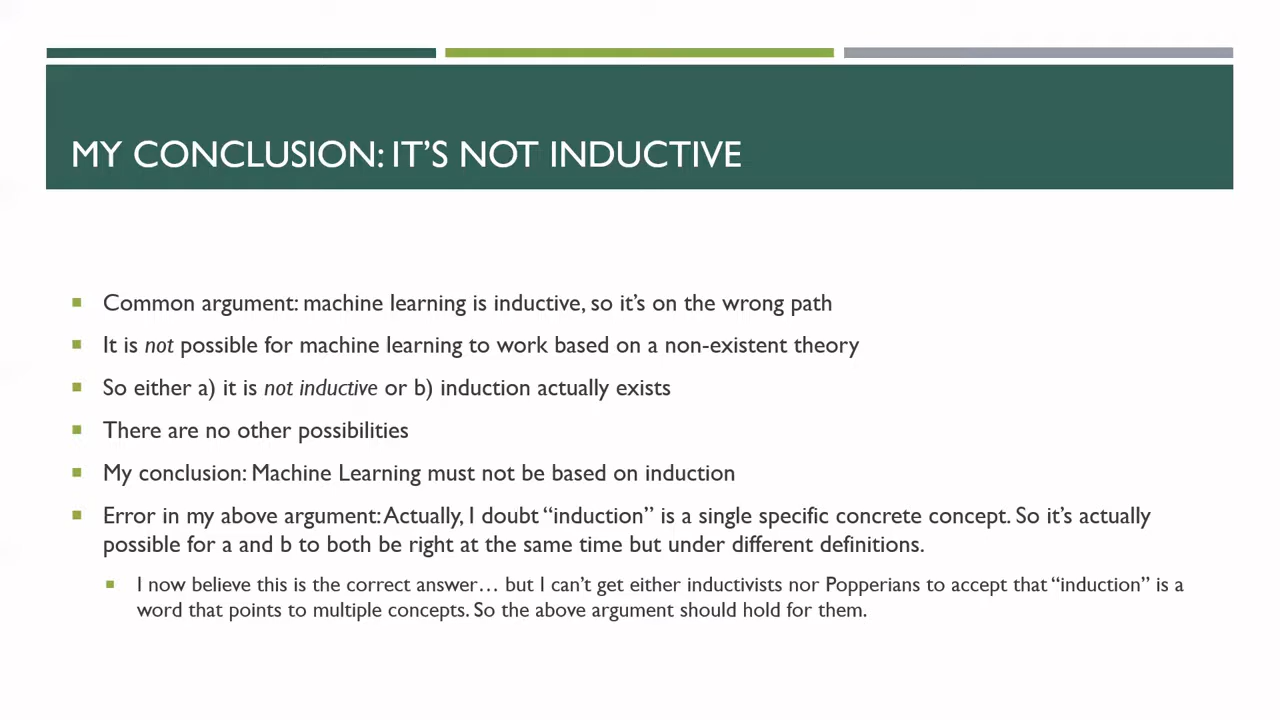 MY CONCLUSION: IT'S NOT INDUCTIVE
Common argument: machine learning is inductive, so it's on the wrong path
It is not possible for machine learning to work based on a non-existent theory
So either a) it is not inductive or b) induction actually exists
There are no other possibilities
My conclusion: Machine Learning must not be based on induction
Error in my above argument: Actually, I doubt “induction” is a single specific concrete concept. So it's actually
possible for a and b to both be right at the same time but under different definitions.
I now believe this is the correct answer… but I can't get either inductivists nor Popperians to accept that “induction” is a
word that points to multiple concepts. So the above argument should hold for them.